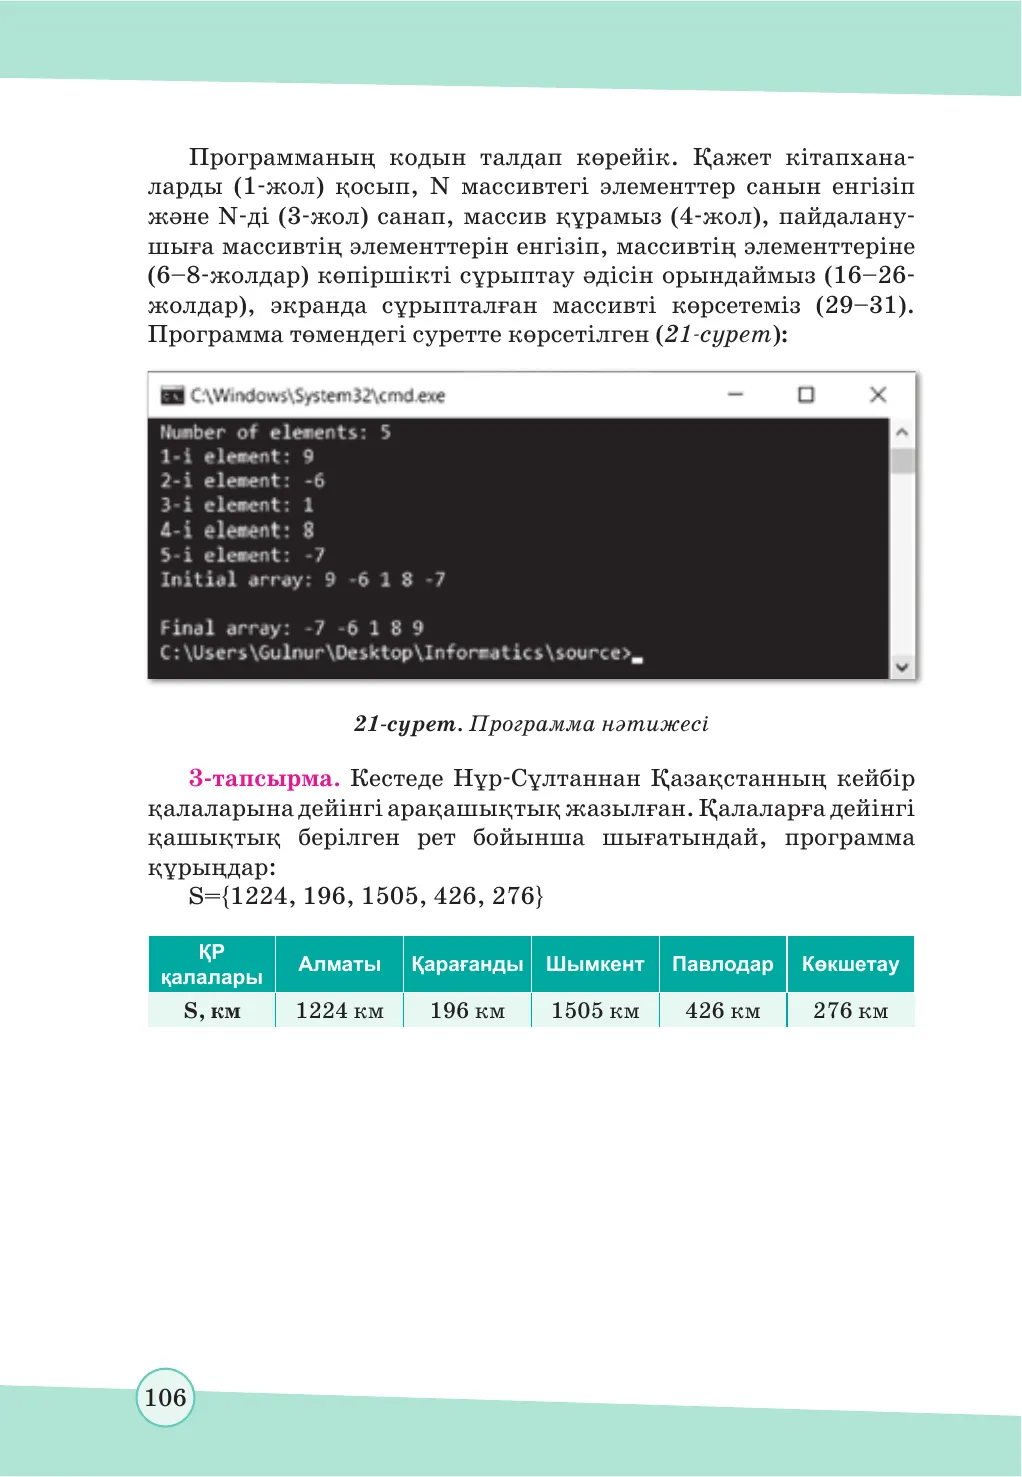 Программаның кодын талдап көрейік. Қажет кітапхана-
ларды (1-жол) қосып, N массивтегі элементтер санын енгізіп
және N-ді (3-жол) санап, массив құрамыз (4-жол), пайдалану-
шыға массивтің элементтерін енгізіп, массивтің элементтеріне
(6–8-жолдар) көпіршікті сұрыптау әдісін орындаймыз (16–26-
жолдар), экранда сұрыпталған массивті көрсетеміз (29–31).
Программа төмендегі суретте көрсетілген (21-сурет):
C:\Windows\System32\cmd.exe
Number of elements: 5
1-i element: 9
2-i element: -6
3-i element: 1
4-i element: 8
5-i element: -7
Initial array: 9 -6 1 8 -7
Final array: -7 -6 1 8 9
C:\Users\Gulnur\Desktop\Informatics\source>_
21-сурет. Программа нәтижесі
3-тапсырма. Кестеде Нұр-Сұлтаннан Қазақстанның кейбір
қалаларына дейінгі арақашықтық жазылған. Қалаларға дейінгі
қашықтық берілген рет бойынша шығатындай, программа
құрыңдар:
S={1224, 196, 1505, 426, 276}
ҚР
қалалары Алматы Қарағанды Шымкент Павлодар Көкшетау
S, км 1224 км 196 км 1505 км 426 км 276 км
106